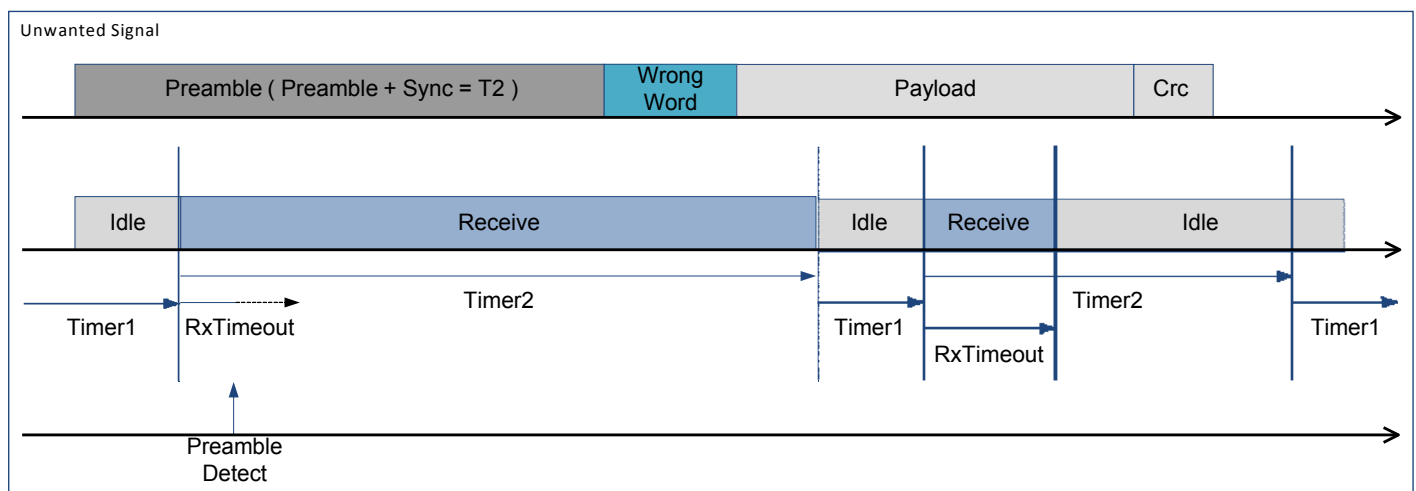 Unwanted Signal
Preamble ( Preamble + Sync = T2 )
Wrong
Word
Payload
Crc
Idle
Receive
Idle
Receive
Idle
Timer2
Timer2
Timer1
RxTimeout
Timer1
RxTimeout
Timer1
Preamble
Detect